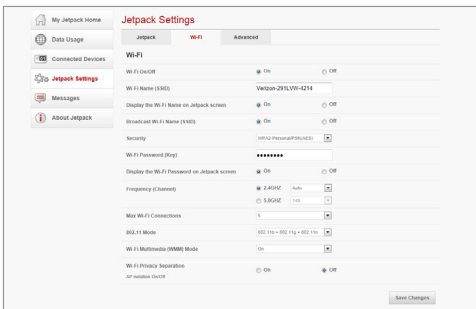 My Jetpack Home
Data Usage
Connected Devices
Jetpack Settings
Messages
About Jetpack
Jetpack Settings
Jetpack Wi-Fi Advanced
Wi-Fi
Wi-Fi On/Off On Off
Wi-Fi Name (SSID) Verizon-Z91LVW-4214
Display the Wi-Fi Name on Jetpack screen On Off
Broadcast Wi-Fi Name (SSID) On Off
Security WPA2 Personal/PSK(AES)
Wi-Fi Password (Key) ••••••••
Display the Wi-Fi Password on Jetpack screen On Off
Frequency (Channel) 2.4GHZ Auto
5.0GHZ 149
Max Wi-Fi Connections 5
802.11 Mode 802.11b + 802.11g + 802.11n
Wi-Fi Multimedia (WMM) Mode On
Wi-Fi Privacy Separation On Off
AP Isolation On/Off
Save Changes